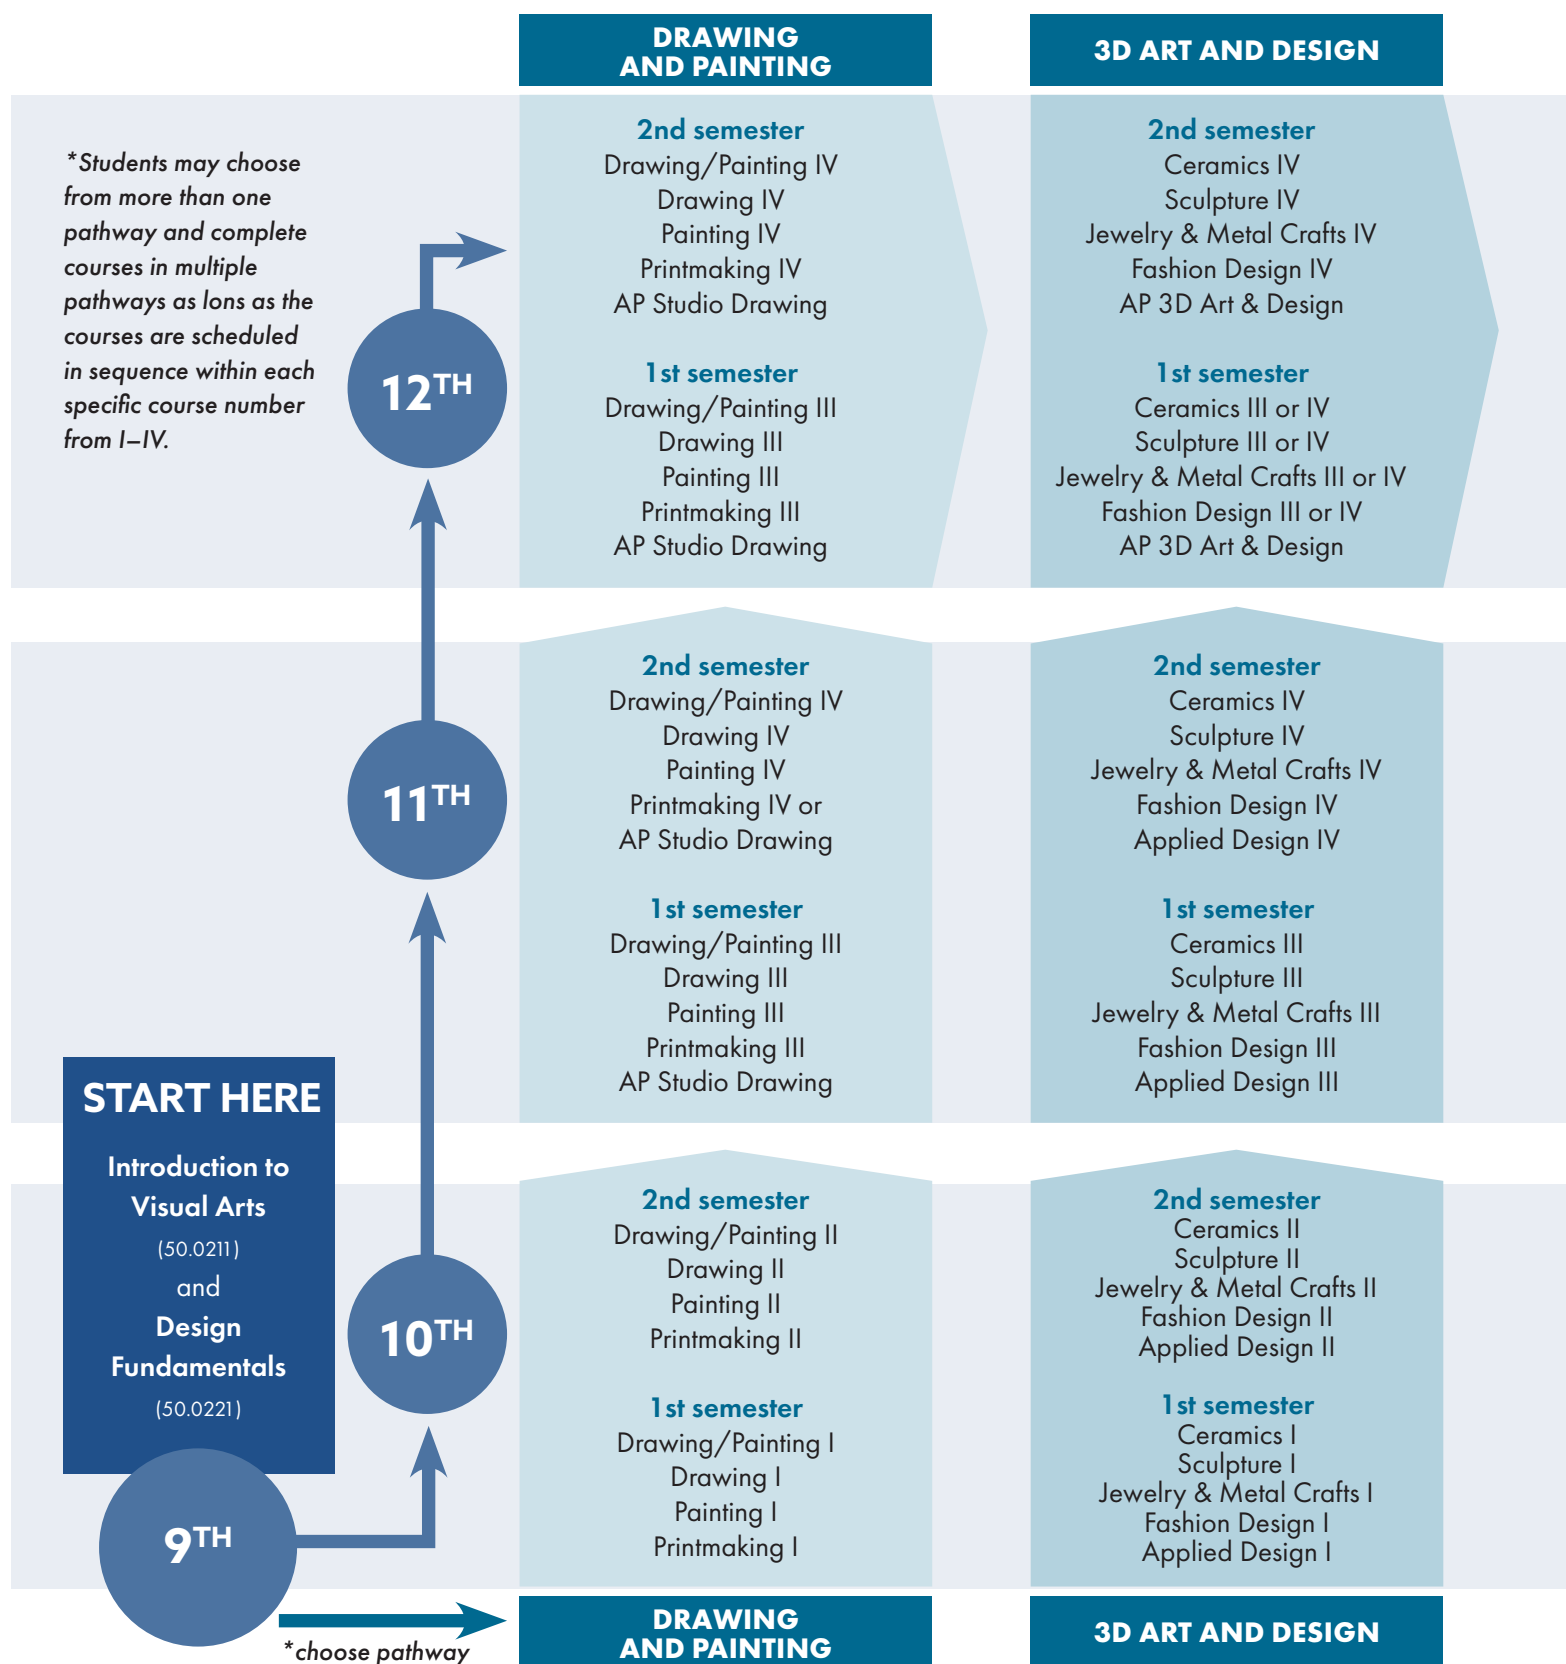 DRAWING
AND PAINTING
3D ART AND DESIGN
*Students may choose
from more than one
pathway and complete
courses in multiple
pathways as lons as the
courses are scheduled
in sequence within each
specific course number
from I–IV.
12TH
2nd semester
Drawing/Painting IV
Drawing IV
Painting IV
Printmaking IV
AP Studio Drawing
1st semester
Drawing/Painting III
Drawing III
Painting III
Printmaking III
AP Studio Drawing
2nd semester
Ceramics IV
Sculpture IV
Jewelry & Metal Crafts IV
Fashion Design IV
AP 3D Art & Design
1st semester
Ceramics III or IV
Sculpture III or IV
Jewelry & Metal Crafts III or IV
Fashion Design III or IV
AP 3D Art & Design
11TH
2nd semester
Drawing/Painting IV
Drawing IV
Painting IV
Printmaking IV or
AP Studio Drawing
1st semester
Drawing/Painting III
Drawing III
Painting III
Printmaking III
AP Studio Drawing
2nd semester
Ceramics IV
Sculpture IV
Jewelry & Metal Crafts IV
Fashion Design IV
Applied Design IV
1st semester
Ceramics III
Sculpture III
Jewelry & Metal Crafts III
Fashion Design III
Applied Design III
START HERE
Introduction to
Visual Arts
(50.0211)
and
Design
Fundamentals
(50.0221)
9TH
10TH
2nd semester
Drawing/Painting II
Drawing II
Painting II
Printmaking II
1st semester
Drawing/Painting I
Drawing I
Painting I
Printmaking I
2nd semester
Ceramics II
Sculpture II
Jewelry & Metal Crafts II
Fashion Design II
Applied Design II
1st semester
Ceramics I
Sculpture I
Jewelry & Metal Crafts I
Fashion Design I
Applied Design I
*choose pathway
DRAWING
AND PAINTING
3D ART AND DESIGN